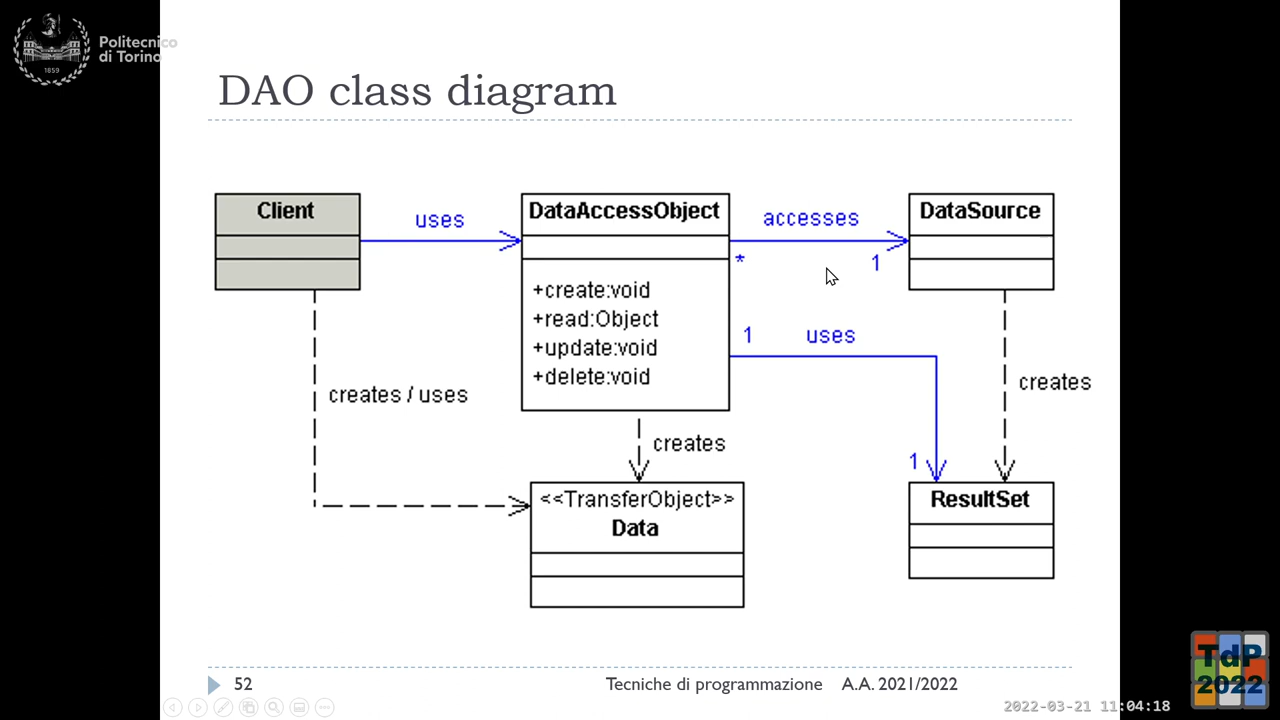 Politecnico
di Torino
1859
DAO class diagram
Client
uses
DataAccessObject
accesses
DataSource
*
1
+create:void
+read:Object
+update:void
+delete:void
1
uses
creates / uses
creates
creates
1
<<TransferObject>>
Data
ResultSet
52
Tecniche di programmazione A.A. 2021/2022
TdP
2022
2022-03-21 11:04:18